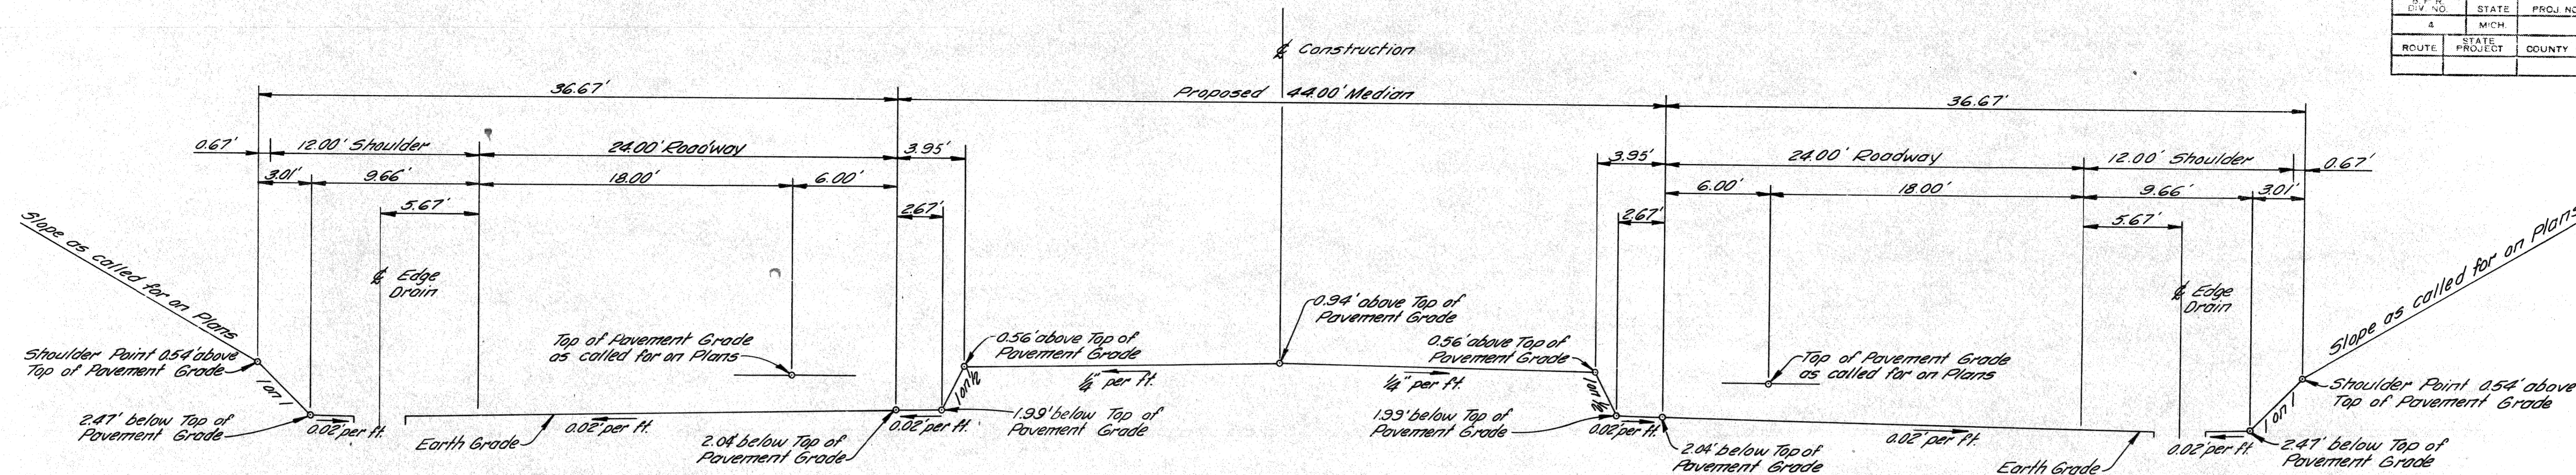 B.P.R.
DIV. NO. STATE PROJ. NO
4 MICH.
ROUTE STATE PROJECT COUNTY
℄ Construction
36.67' Proposed 44.00' Median 36.67'
0.67' 12.00' Shoulder 24.00' Roadway 3.95' 3.95' 24.00' Roadway 12.00' Shoulder 0.67'
3.01' 9.66' 18.00' 6.00' 6.00' 18.00' 9.66' 3.01'
5.67' 2.67' 2.67' 5.67'
Slope as called for on Plans
℄ Edge
Drain
℄ Edge
Drain
Slope as called for on Plans
Shoulder Point 0.54' above
Top of Pavement Grade
1 on 1
2.47' below Top of
Pavement Grade
0.02' per ft.
Earth Grade
0.02' per ft.
Top of Pavement Grade
as called for on Plans
2.04' below Top of
Pavement Grade
0.02' per ft.
1 on ½
0.56' above Top of
Pavement Grade
1.99' below Top of
Pavement Grade
¼" per ft.
0.94' above Top of
Pavement Grade
¼" per ft.
0.56' above Top of
Pavement Grade
1 on ½
1.99' below Top of
Pavement Grade
0.02' per ft.
2.04' below Top of
Pavement Grade
Top of Pavement Grade
as called for on Plans
0.02' per ft.
Earth Grade
0.02' per ft.
1 on 1
Shoulder Point 0.54' above
Top of Pavement Grade
2.47' below Top of
Pavement Grade